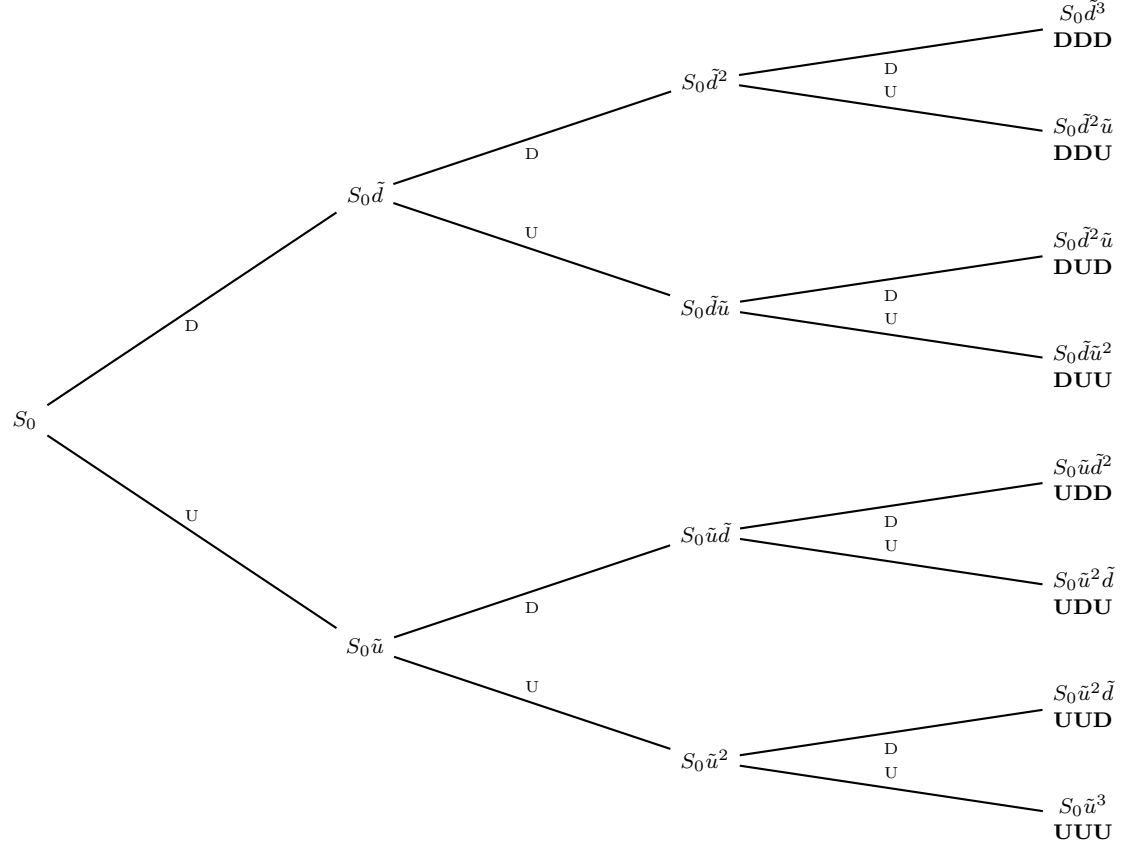 $S_0$
D
U
$S_0\tilde{d}$
D
U
$S_0\tilde{u}$
D
U
$S_0\tilde{d}^2$
D
U
$S_0\tilde{d}\tilde{u}$
D
U
$S_0\tilde{u}\tilde{d}$
D
U
$S_0\tilde{u}^2$
D
U
$S_0\tilde{d}^3$
DDD
$S_0\tilde{d}^2\tilde{u}$
DDU
$S_0\tilde{d}^2\tilde{u}$
DUD
$S_0\tilde{d}\tilde{u}^2$
DUU
$S_0\tilde{u}\tilde{d}^2$
UDD
$S_0\tilde{u}^2\tilde{d}$
UDU
$S_0\tilde{u}^2\tilde{d}$
UUD
$S_0\tilde{u}^3$
UUU